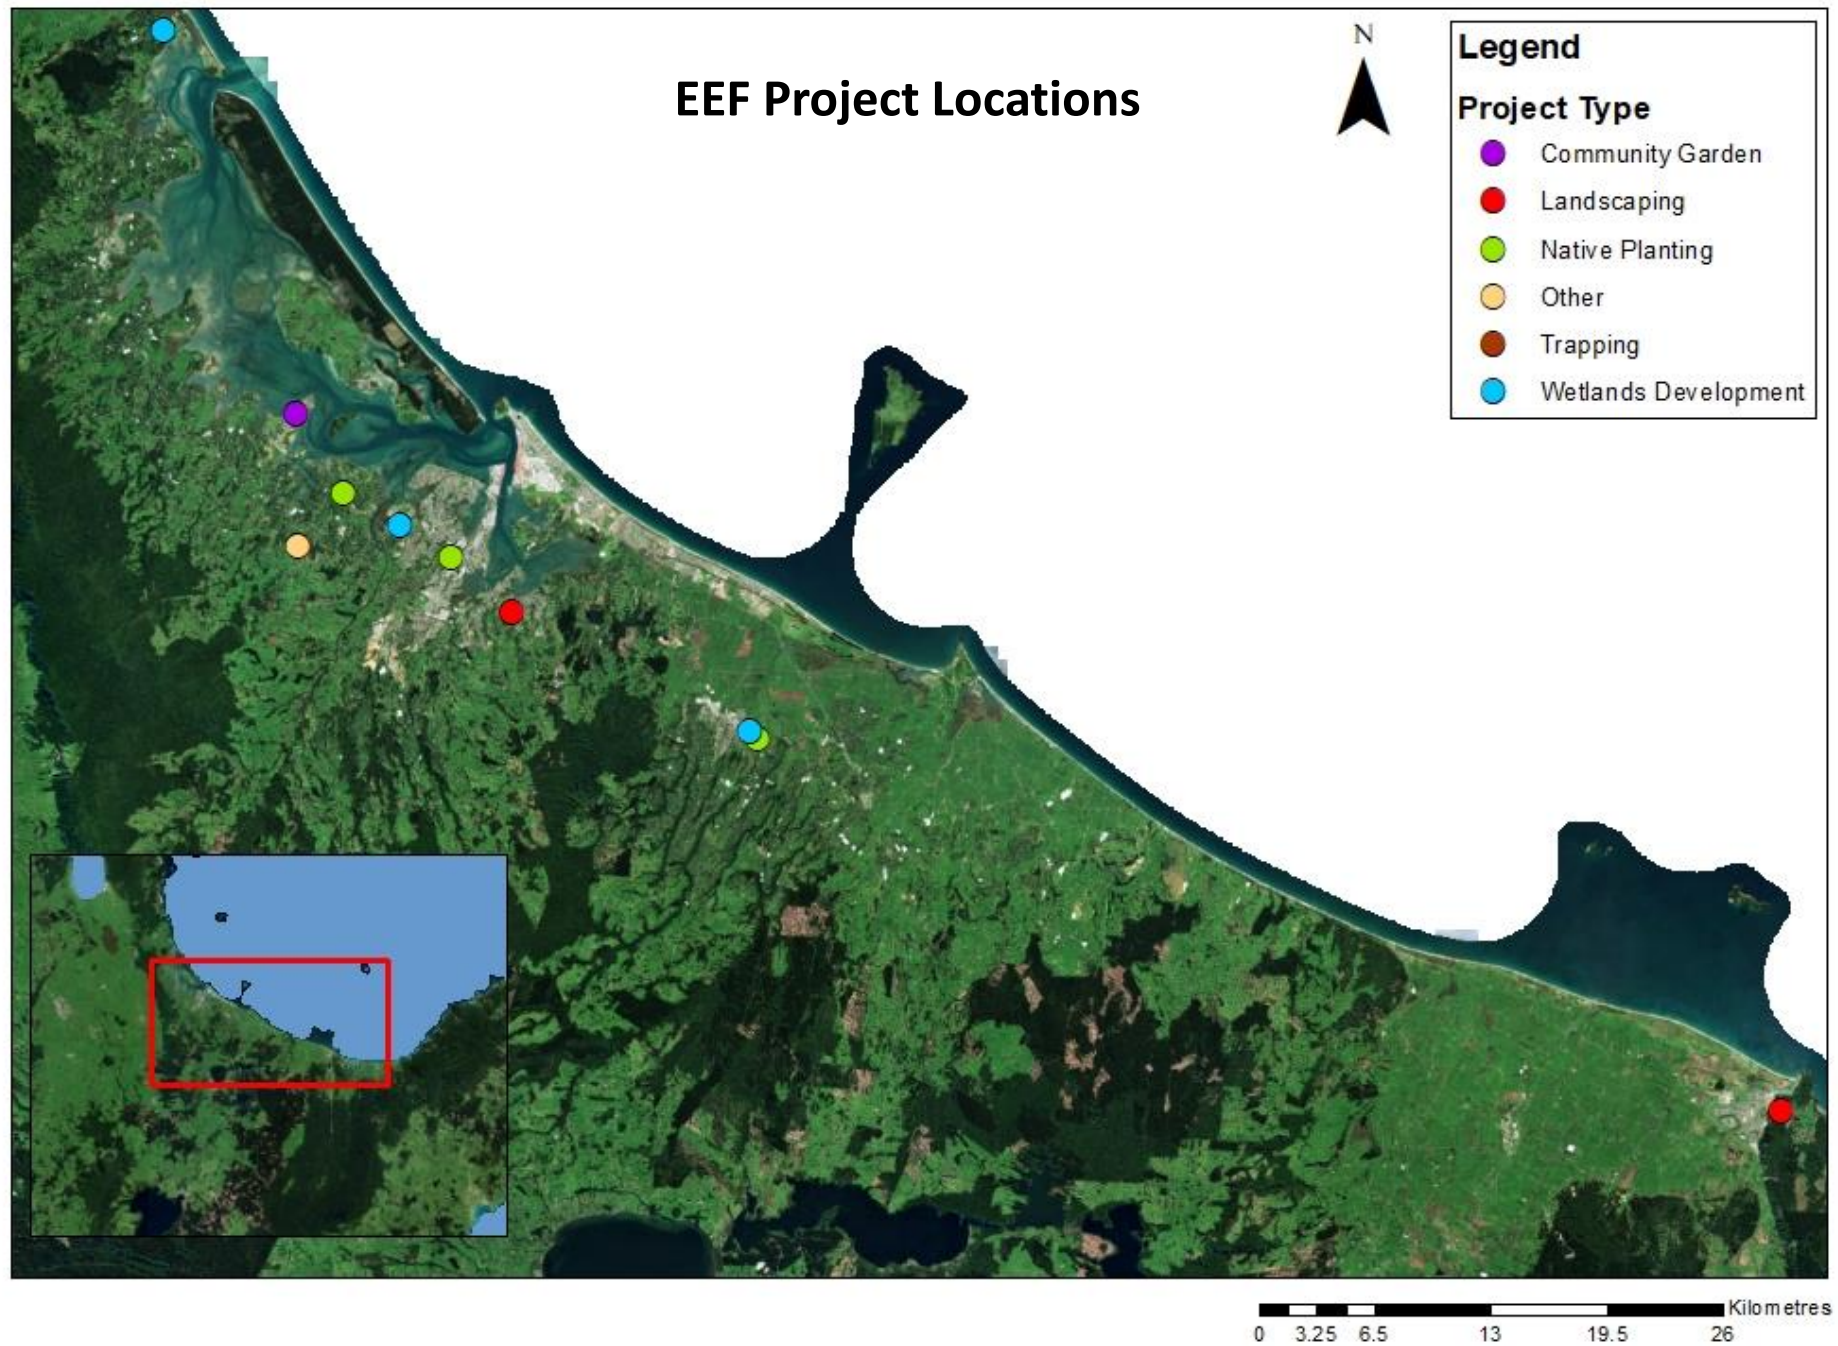 EEF Project Locations
N
Legend
Project Type
Community Garden
Landscaping
Native Planting
Other
Trapping
Wetlands Development
Kilometres
0 3.25 6.5 13 19.5 26